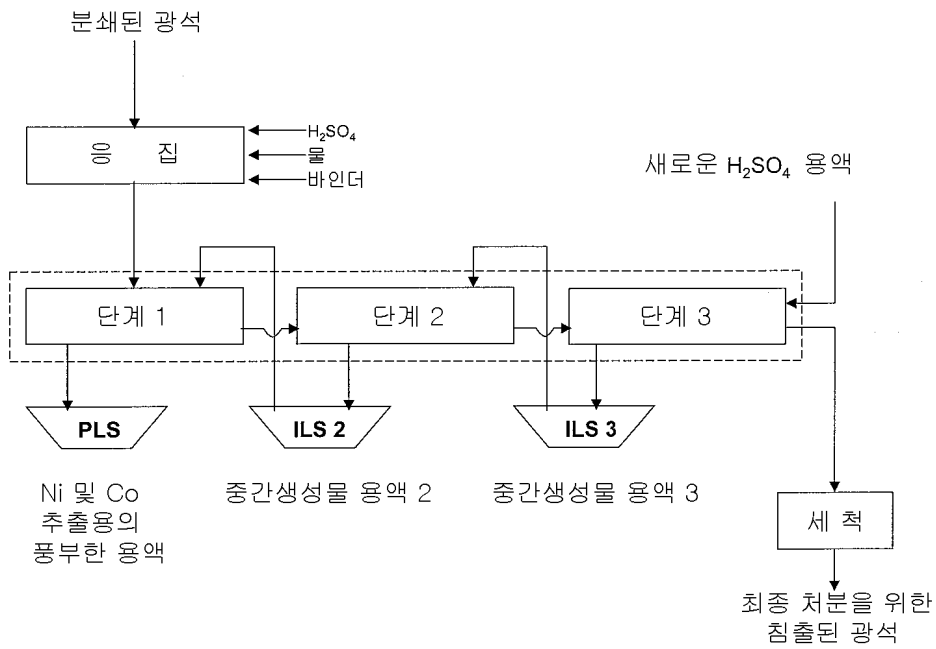 분쇄된 광석
응 집
H₂SO₄
물
바인더
새로운 H₂SO₄ 용액
단계 1
단계 2
단계 3
PLS
ILS 2
ILS 3
Ni 및 Co
추출용의
풍부한 용액
중간생성물 용액 2
중간생성물 용액 3
세 척
최종 처분을 위한
침출된 광석